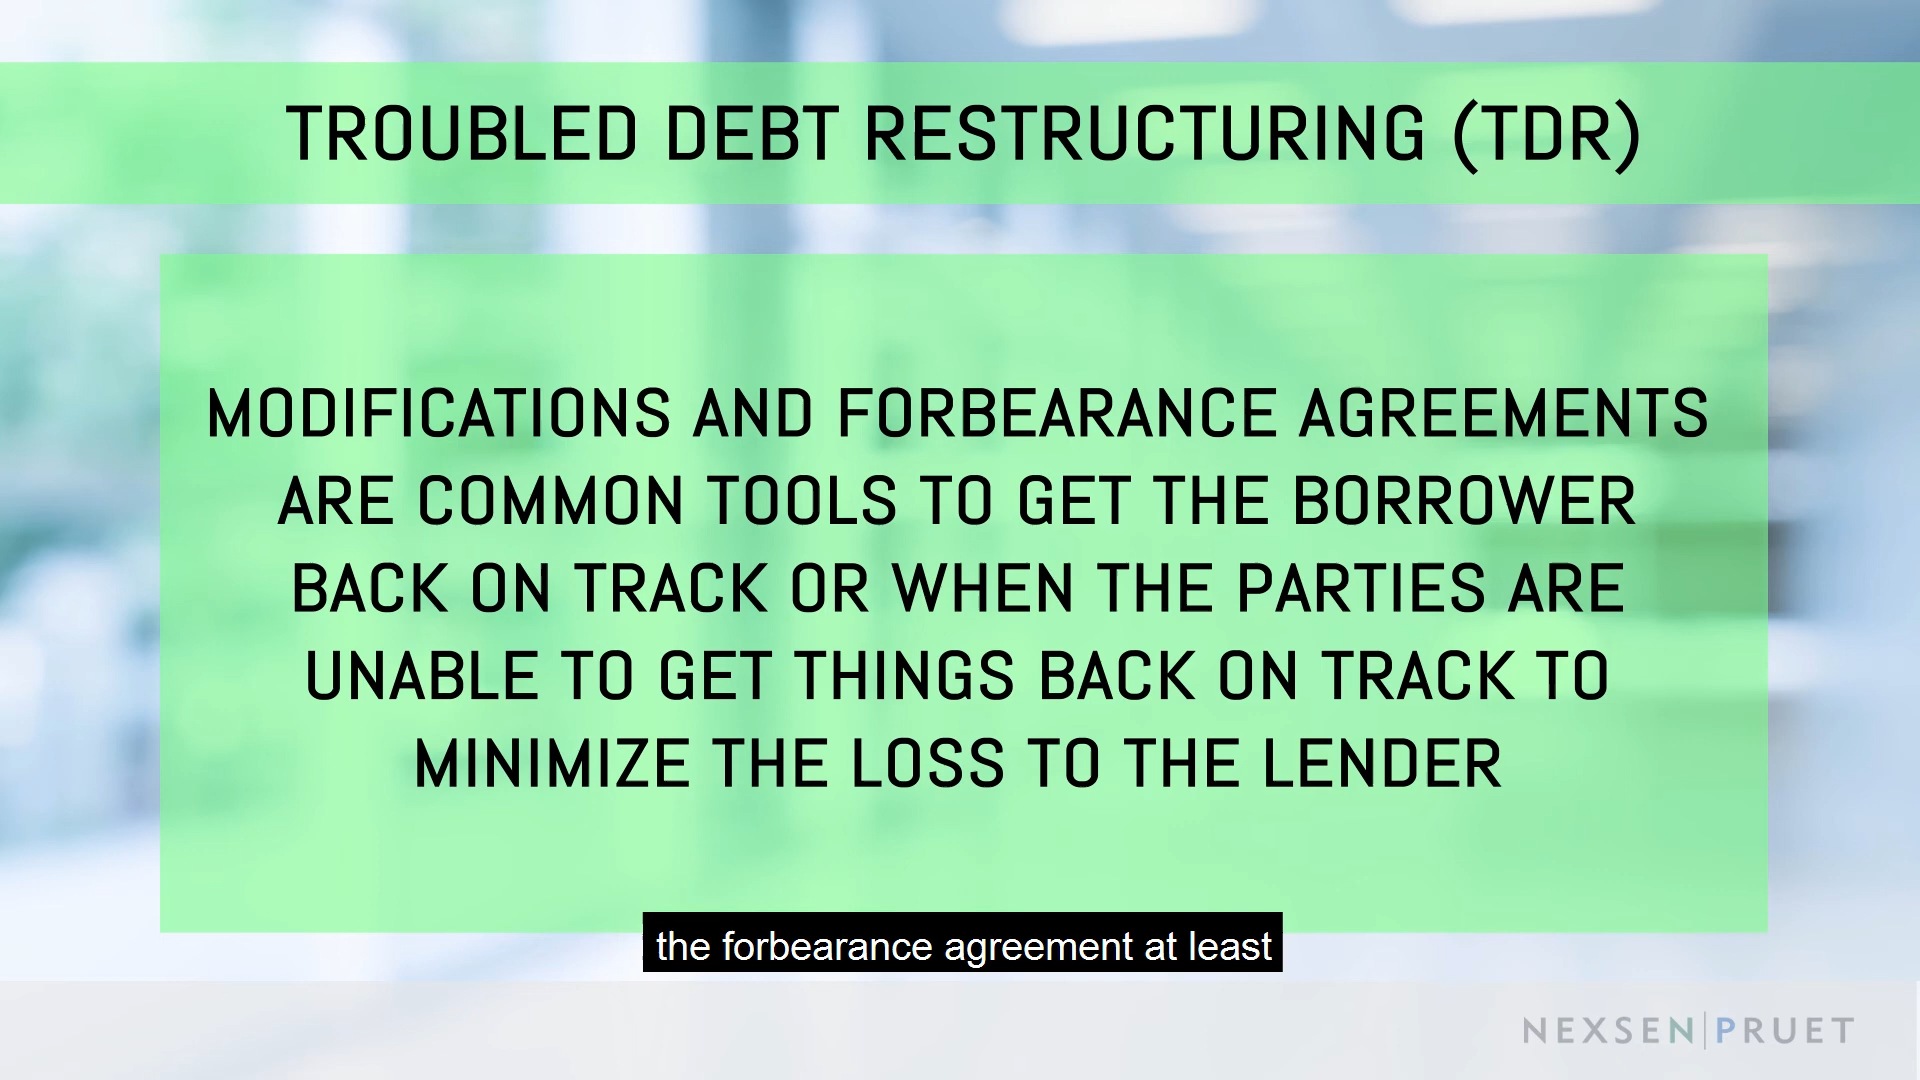 TROUBLED DEBT RESTRUCTURING (TDR)
MODIFICATIONS AND FORBEARANCE AGREEMENTS
ARE COMMON TOOLS TO GET THE BORROWER
BACK ON TRACK OR WHEN THE PARTIES ARE
UNABLE TO GET THINGS BACK ON TRACK TO
MINIMIZE THE LOSS TO THE LENDER
the forbearance agreement at least
NEXSEN|PRUET